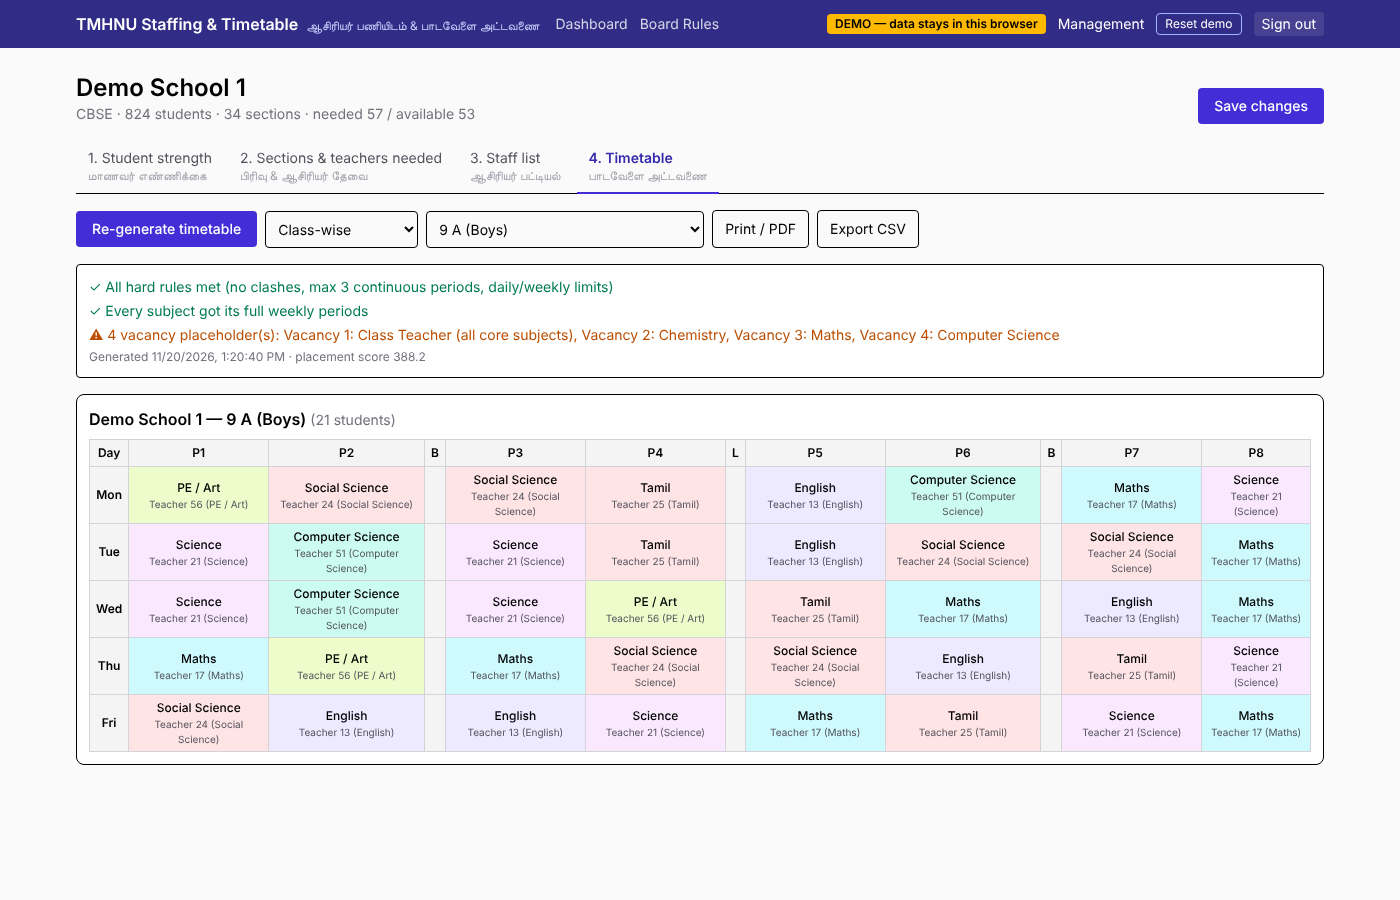 TMHNU Staffing & Timetable ஆசிரியர் பணியிடம் & பாடவேளை அட்டவணை Dashboard Board Rules DEMO — data stays in this browser Management Reset demo Sign out
Demo School 1
CBSE · 824 students · 34 sections · needed 57 / available 53
Save changes
1. Student strength 2. Sections & teachers needed 3. Staff list 4. Timetable
மாணவர் எண்ணிக்கை பிரிவு & ஆசிரியர் தேவை ஆசிரியர் பட்டியல் பாடவேளை அட்டவணை
Re-generate timetable Class-wise 9 A (Boys) Print / PDF Export CSV
✓ All hard rules met (no clashes, max 3 continuous periods, daily/weekly limits)
✓ Every subject got its full weekly periods
⚠ 4 vacancy placeholder(s): Vacancy 1: Class Teacher (all core subjects), Vacancy 2: Chemistry, Vacancy 3: Maths, Vacancy 4: Computer Science
Generated 11/20/2026, 1:20:40 PM · placement score 388.2
Demo School 1 — 9 A (Boys) (21 students)
Day P1 P2 B P3 P4 L P5 P6 B P7 P8
Mon PE / Art Social Science Social Science Tamil English Computer Science Maths Science
Teacher 56 (PE / Art) Teacher 24 (Social Science) Teacher 24 (Social Science) Teacher 25 (Tamil) Teacher 13 (English) Teacher 51 (Computer Science) Teacher 17 (Maths) Teacher 21 (Science)
Tue Science Computer Science Science Tamil English Social Science Social Science Maths
Teacher 21 (Science) Teacher 51 (Computer Science) Teacher 21 (Science) Teacher 25 (Tamil) Teacher 13 (English) Teacher 24 (Social Science) Teacher 24 (Social Science) Teacher 17 (Maths)
Wed Science Computer Science Science PE / Art Tamil Maths English Maths
Teacher 21 (Science) Teacher 51 (Computer Science) Teacher 21 (Science) Teacher 56 (PE / Art) Teacher 25 (Tamil) Teacher 17 (Maths) Teacher 13 (English) Teacher 17 (Maths)
Thu Maths PE / Art Maths Social Science Social Science English Tamil Science
Teacher 17 (Maths) Teacher 56 (PE / Art) Teacher 17 (Maths) Teacher 24 (Social Science) Teacher 24 (Social Science) Teacher 13 (English) Teacher 25 (Tamil) Teacher 21 (Science)
Fri Social Science English English Science Maths Tamil Science Maths
Teacher 24 (Social Science) Teacher 13 (English) Teacher 13 (English) Teacher 21 (Science) Teacher 17 (Maths) Teacher 25 (Tamil) Teacher 21 (Science) Teacher 17 (Maths)